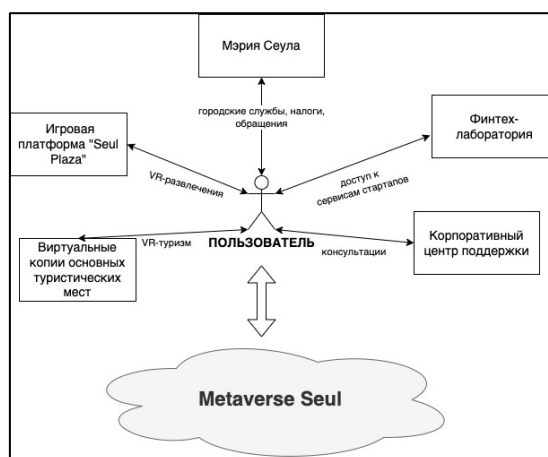 Мэрия Сеула
городские службы, налоги,
обращения
Игровая
платформа "Seul
Plaza"
Финтех-
лаборатория
VR-развлечения
доступ к
сервисам стартапов
VR-туризм
ПОЛЬЗОВАТЕЛЬ
консультации
Виртуальные
копии основных
туристических
мест
Корпоративный
центр поддержки
Metaverse Seul